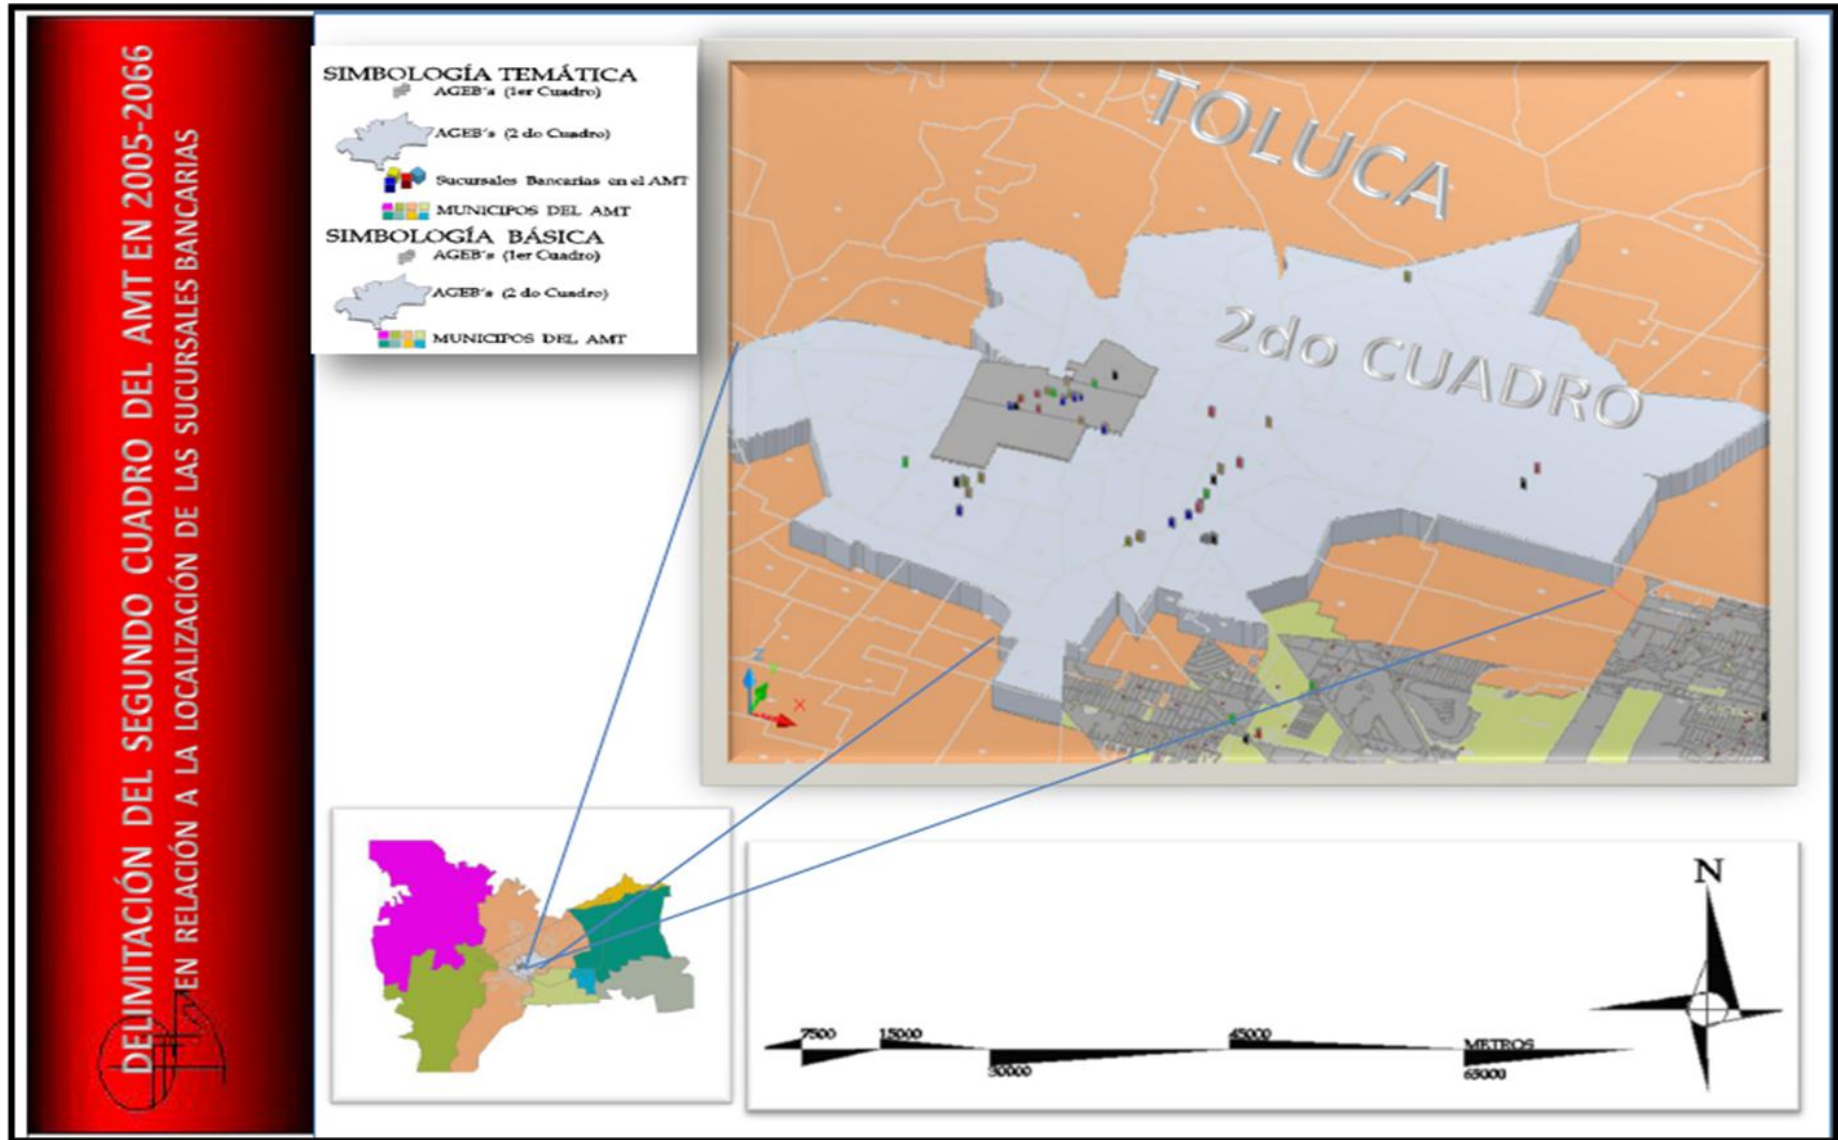 DELIMITACIÓN DEL SEGUNDO CUADRO DEL AMT EN 2005-2066
EN RELACIÓN A LA LOCALIZACIÓN DE LAS SUCURSALES BANCARIAS
SIMBOLOGÍA TEMÁTICA
AGEB´s (1er Cuadro)
AGEB´s (2 do Cuadro)
Sucursales Bancarias en el AMT
MUNICIPOS DEL AMT
SIMBOLOGÍA BÁSICA
AGEB´s (1er Cuadro)
AGEB´s (2 do Cuadro)
MUNICIPOS DEL AMT
TOLUCA
2do CUADRO
Z
Y
X
N
7500
15000
30000
45000
METROS
65000